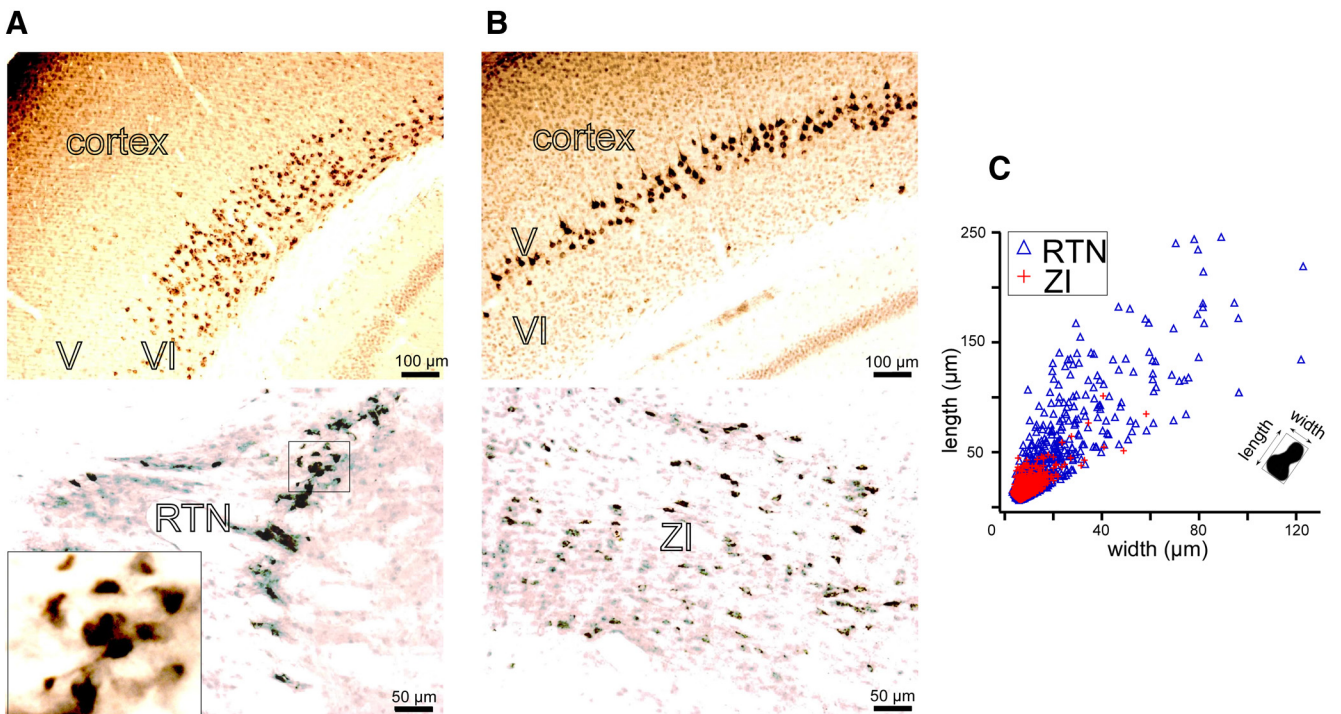 A
cortex
V
VI
100 µm
RTN
50 µm
B
cortex
V
VI
100 µm
ZI
50 µm
C
250
150
50
length (µm)
RTN
ZI
length
width
0
40
80
120
width (µm)